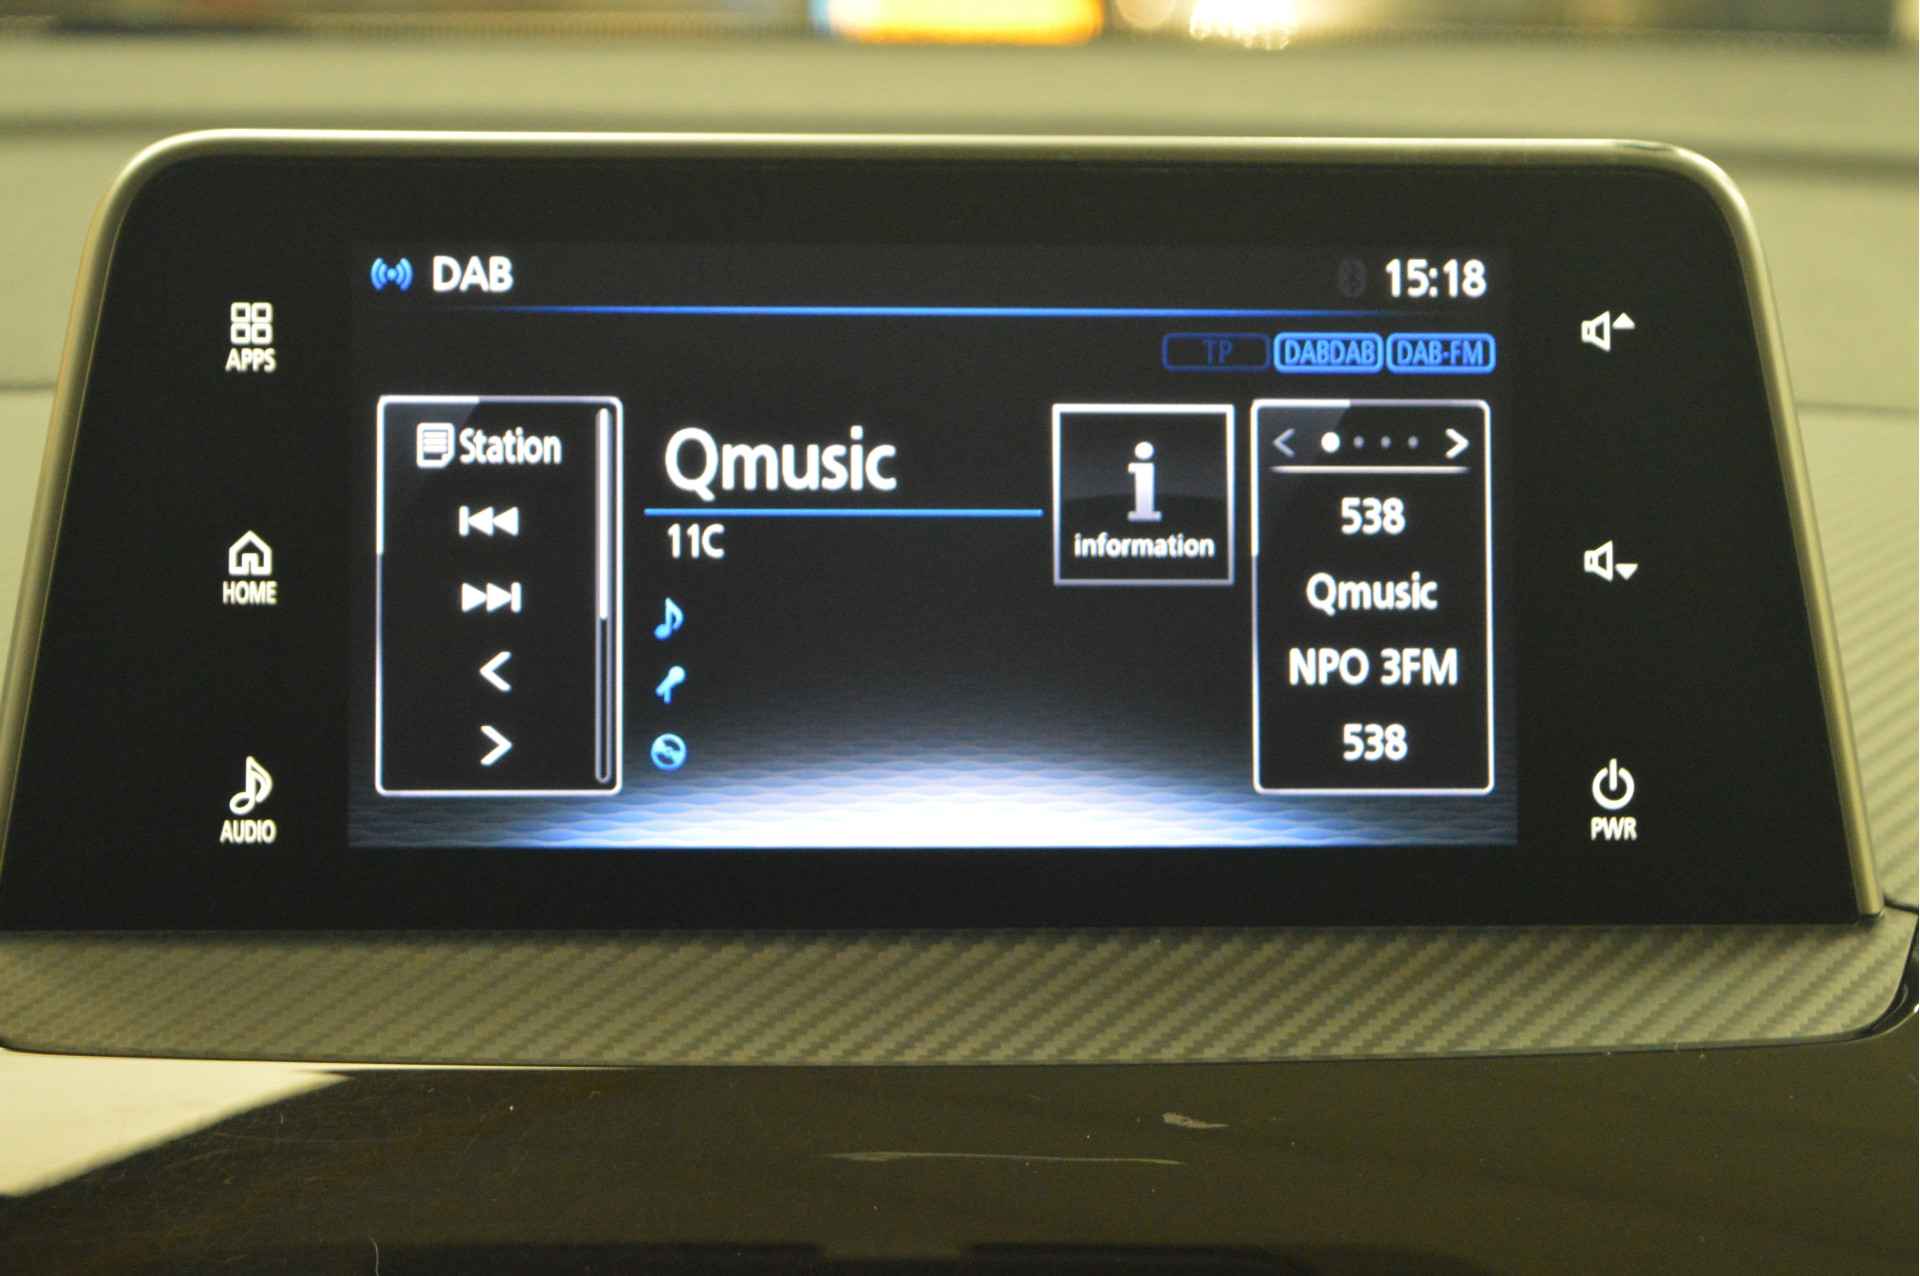 DAB
15:18
TP
DABDAB
DAB-FM
APPS
Station
Qmusic
11C
information
538
Qmusic
NPO 3FM
538
HOME
AUDIO
PWR